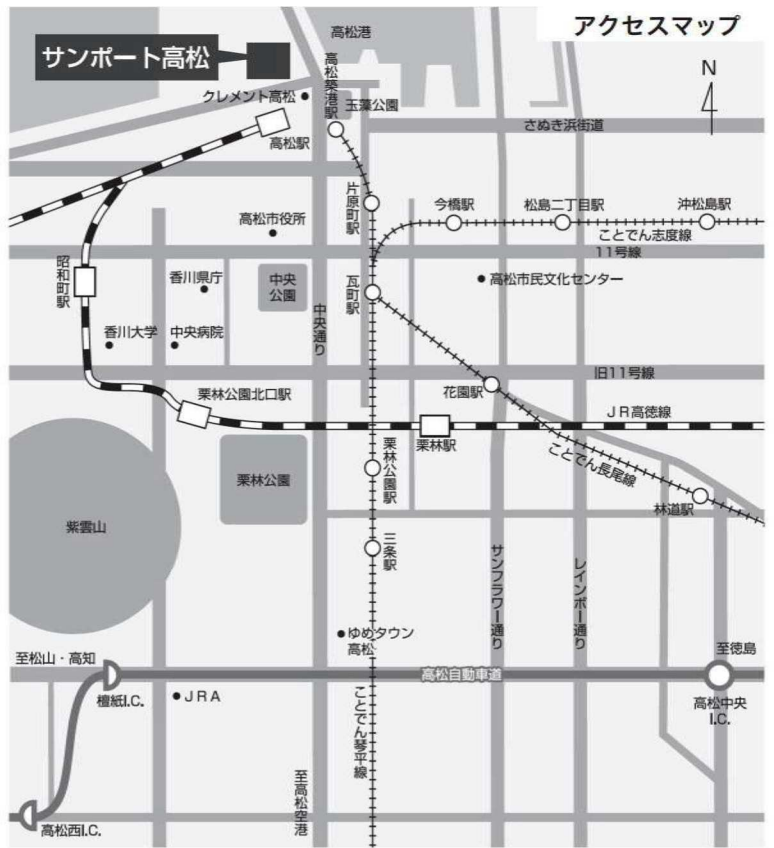 アクセスマップ
高松港
サンポート高松
N
高松築港駅
クレメント高松
玉藻公園
高松駅
さぬき浜街道
片原町駅
今橋駅
松島二丁目駅
沖松島駅
高松市役所
ことでん志度線
11号線
昭和町駅
香川県庁
中央
公園
瓦町駅
高松市民文化センター
中央通り
香川大学
中央病院
旧11号線
花園駅
栗林公園北口駅
JR高徳線
栗林駅
栗林公園駅
ことでん長尾線
栗林公園
林道駅
紫雲山
三条駅
サンフラワー通り
レインボー通り
ゆめタウン
高松
至松山・高知
至徳島
高松自動車道
檀紙I.C.
JRA
高松中央
I.C.
ことでん琴平線
至高松空港
高松西I.C.